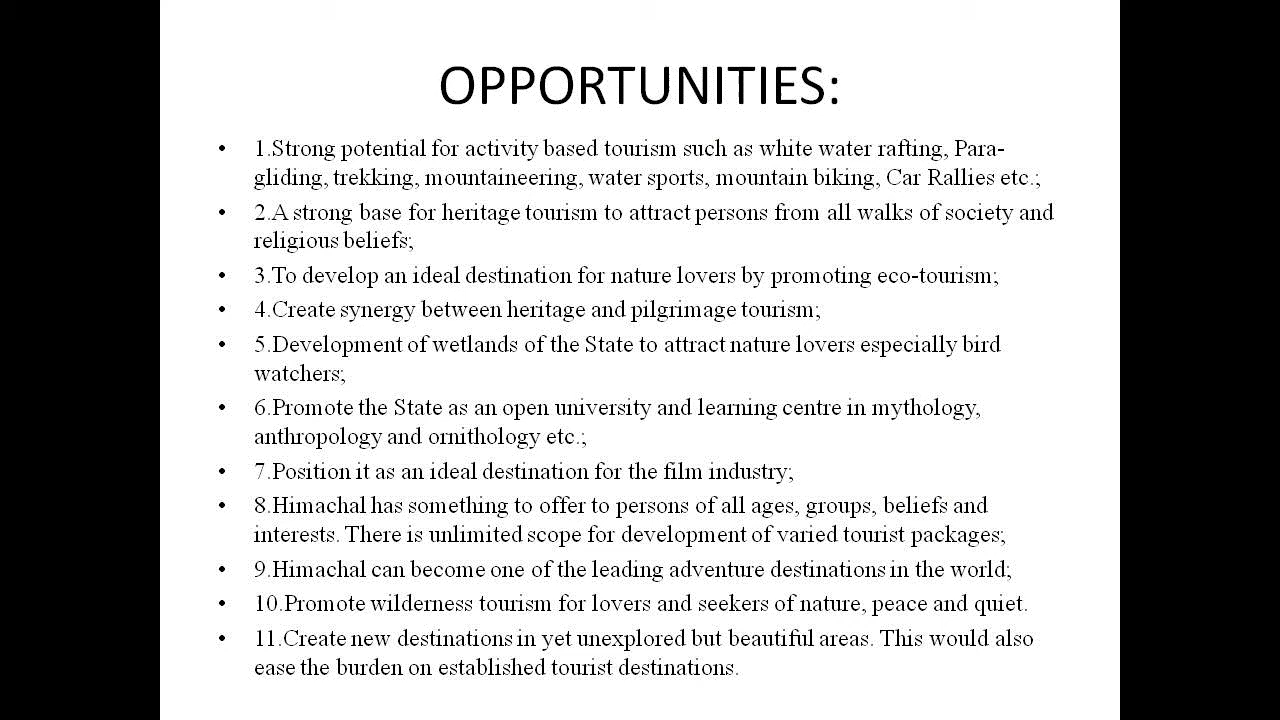 OPPORTUNITIES:
• 1.Strong potential for activity based tourism such as white water rafting, Para-
gliding, trekking, mountaineering, water sports, mountain biking, Car Rallies etc.;
• 2.A strong base for heritage tourism to attract persons from all walks of society and
religious beliefs;
• 3.To develop an ideal destination for nature lovers by promoting eco-tourism;
• 4.Create synergy between heritage and pilgrimage tourism;
• 5.Development of wetlands of the State to attract nature lovers especially bird
watchers;
• 6.Promote the State as an open university and learning centre in mythology,
anthropology and ornithology etc.;
• 7.Position it as an ideal destination for the film industry;
• 8.Himachal has something to offer to persons of all ages, groups, beliefs and
interests. There is unlimited scope for development of varied tourist packages;
• 9.Himachal can become one of the leading adventure destinations in the world;
• 10.Promote wilderness tourism for lovers and seekers of nature, peace and quiet.
• 11.Create new destinations in yet unexplored but beautiful areas. This would also
ease the burden on established tourist destinations.